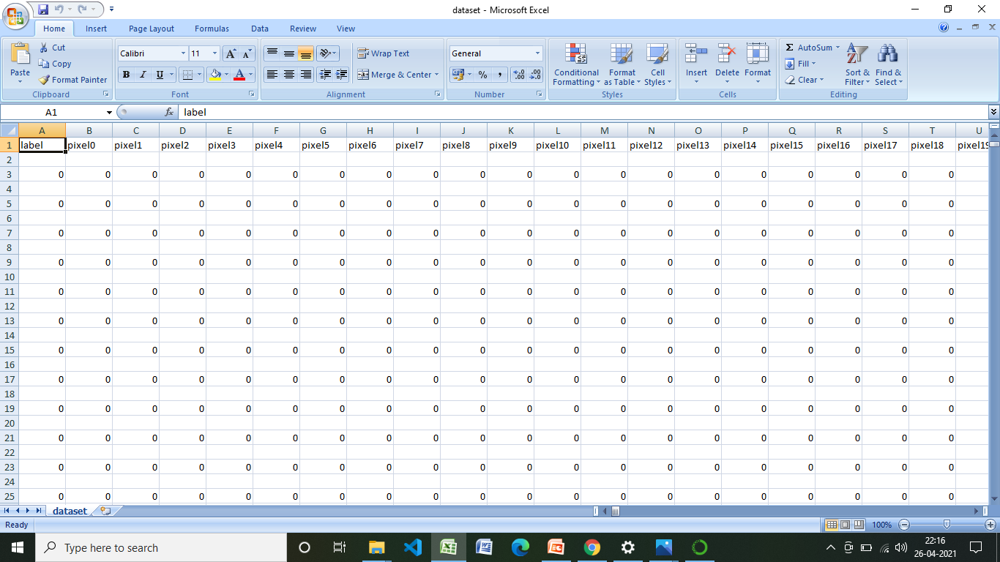 dataset - Microsoft Excel
Home Insert Page Layout Formulas Data Review View
Paste Cut Calibri 11 A A Wrap Text General Conditional Formatting Format as Table Cell Styles Insert Delete Format Σ AutoSum Sort & Filter Find & Select
Copy B I U A Merge & Center % , .00 Fill
Format Painter Clear
Clipboard Font Alignment Number Styles Cells Editing
A1 fx label
A B C D E F G H I J K L M N O P Q R S T U
1 label pixel0 pixel1 pixel2 pixel3 pixel4 pixel5 pixel6 pixel7 pixel8 pixel9 pixel10 pixel11 pixel12 pixel13 pixel14 pixel15 pixel16 pixel17 pixel18 pixel19
2
3 0 0 0 0 0 0 0 0 0 0 0 0 0 0 0 0 0 0 0 0
4
5 0 0 0 0 0 0 0 0 0 0 0 0 0 0 0 0 0 0 0 0
6
7 0 0 0 0 0 0 0 0 0 0 0 0 0 0 0 0 0 0 0 0
8
9 0 0 0 0 0 0 0 0 0 0 0 0 0 0 0 0 0 0 0 0
10
11 0 0 0 0 0 0 0 0 0 0 0 0 0 0 0 0 0 0 0 0
12
13 0 0 0 0 0 0 0 0 0 0 0 0 0 0 0 0 0 0 0 0
14
15 0 0 0 0 0 0 0 0 0 0 0 0 0 0 0 0 0 0 0 0
16
17 0 0 0 0 0 0 0 0 0 0 0 0 0 0 0 0 0 0 0 0
18
19 0 0 0 0 0 0 0 0 0 0 0 0 0 0 0 0 0 0 0 0
20
21 0 0 0 0 0 0 0 0 0 0 0 0 0 0 0 0 0 0 0 0
22
23 0 0 0 0 0 0 0 0 0 0 0 0 0 0 0 0 0 0 0 0
24
25 0 0 0 0 0 0 0 0 0 0 0 0 0 0 0 0 0 0 0 0
dataset
Ready 100%
Type here to search 22:16
26-04-2021